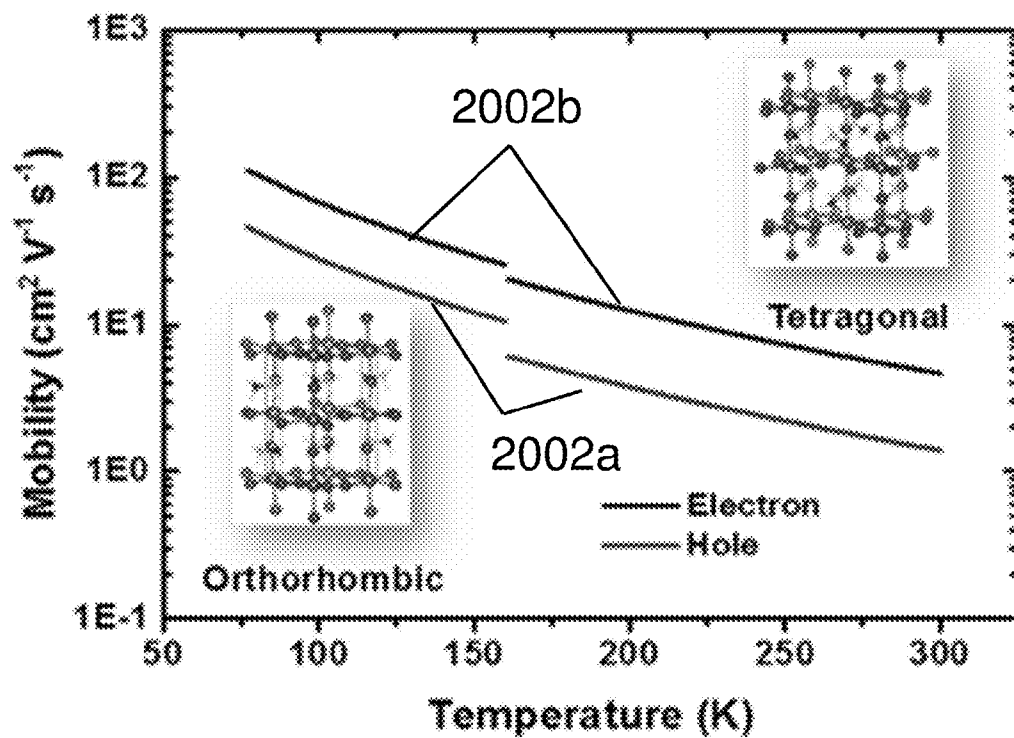 1E3
2002b
1E2
Mobility (cm² V⁻¹ s⁻¹)
1E1
Tetragonal
2002a
1E0
Electron
Hole
Orthorhombic
1E-1
50 100 150 200 250 300
Temperature (K)